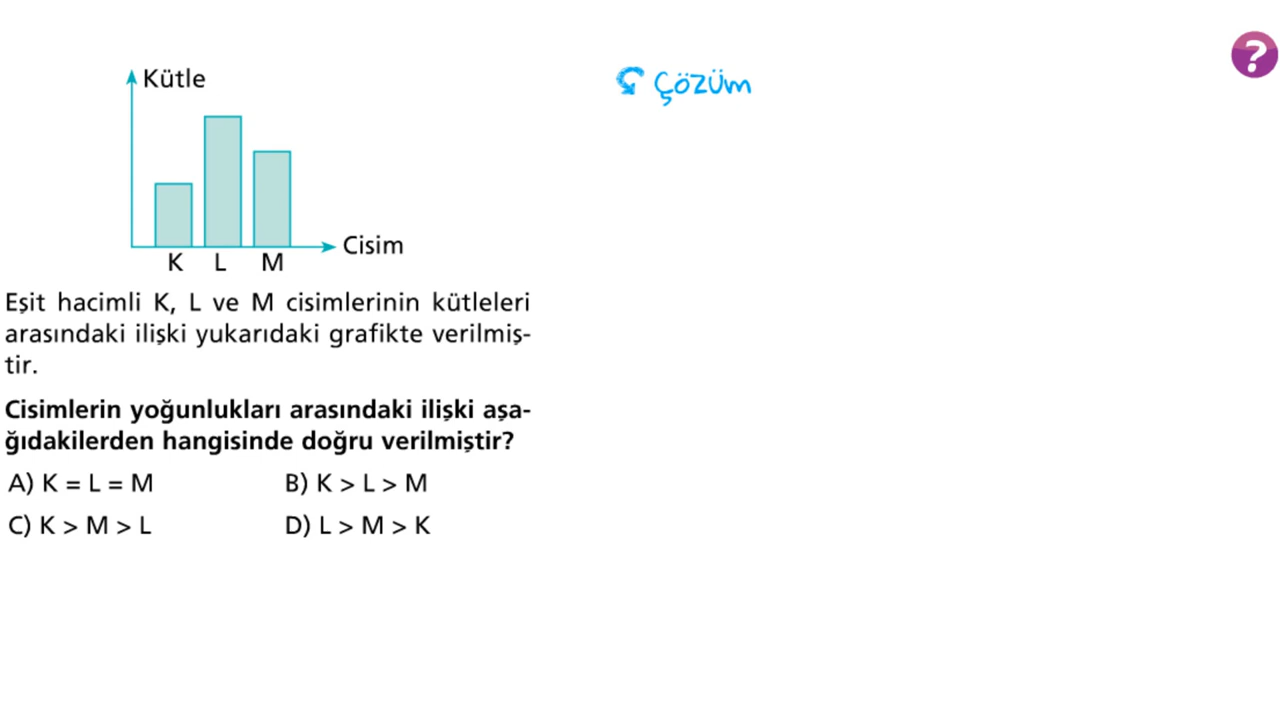 Kütle
Çözüm
?
Cisim
K L M
Eşit hacimli K, L ve M cisimlerinin kütleleri
arasındaki ilişki yukarıdaki grafikte verilmiş-
tir.
Cisimlerin yoğunlukları arasındaki ilişki aşa-
ğıdakilerden hangisinde doğru verilmiştir?
A) K = L = M B) K > L > M
C) K > M > L D) L > M > K